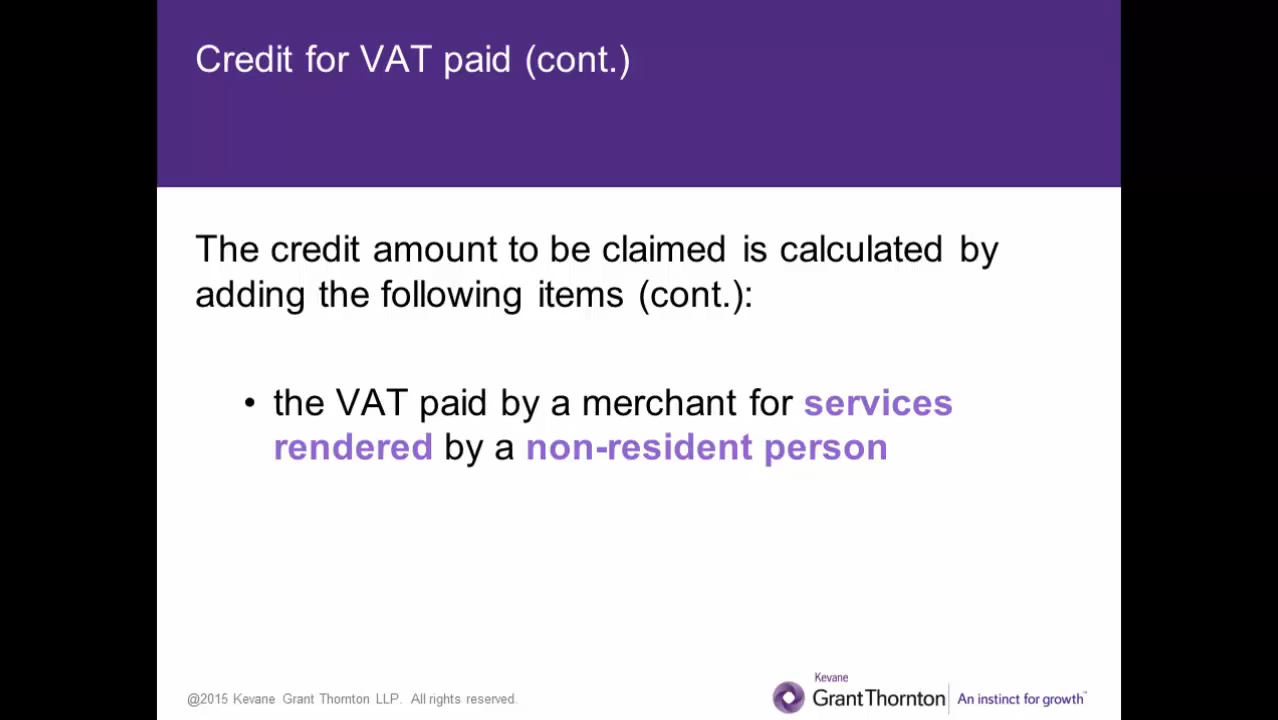 Credit for VAT paid (cont.)
The credit amount to be claimed is calculated by
adding the following items (cont.):
• the VAT paid by a merchant for services
rendered by a non-resident person
@2015 Kevane Grant Thornton LLP. All rights reserved.
Kevane
GrantThornton
An instinct for growth™